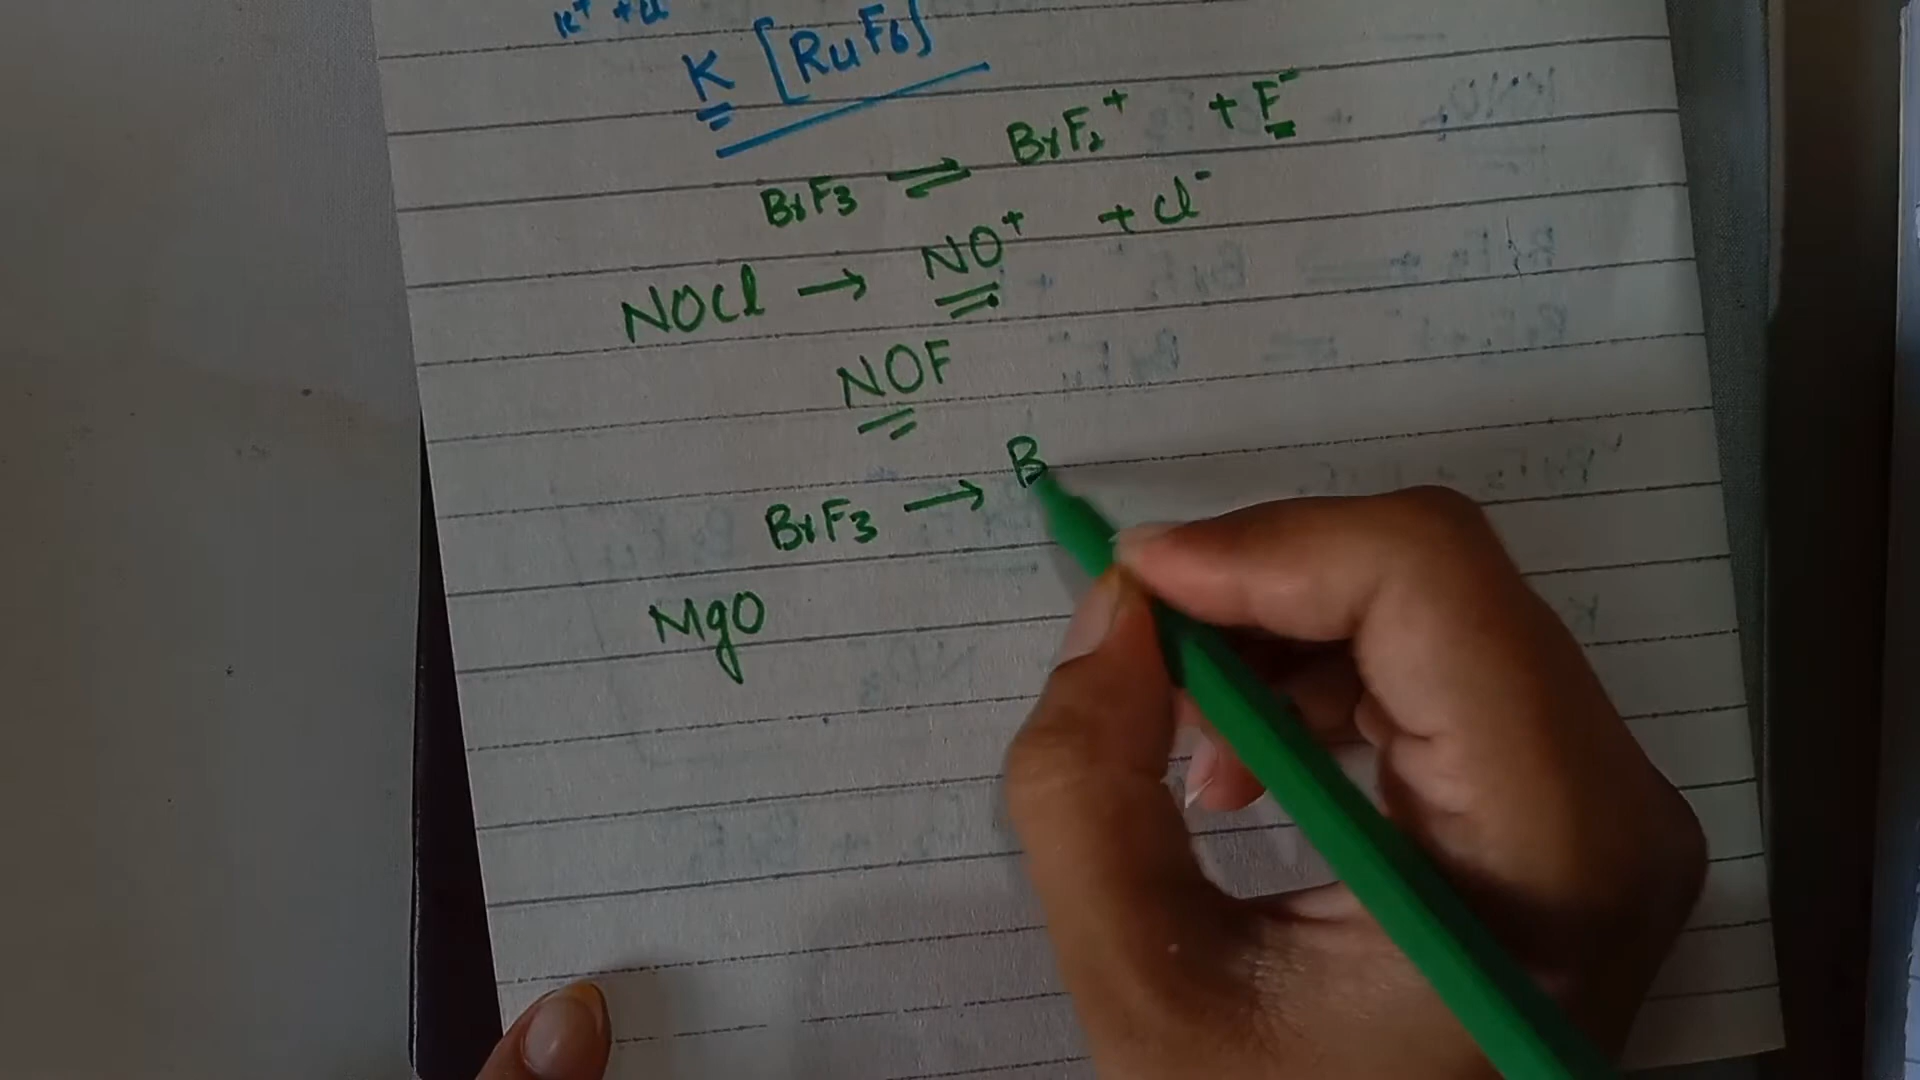 K⁺ + Cl
K [RuF6]
BrF3 ⇌ BrF₂⁺ + F⁻
NOCl → NO⁺ + Cl⁻
NOF
BrF3 → B
MgO